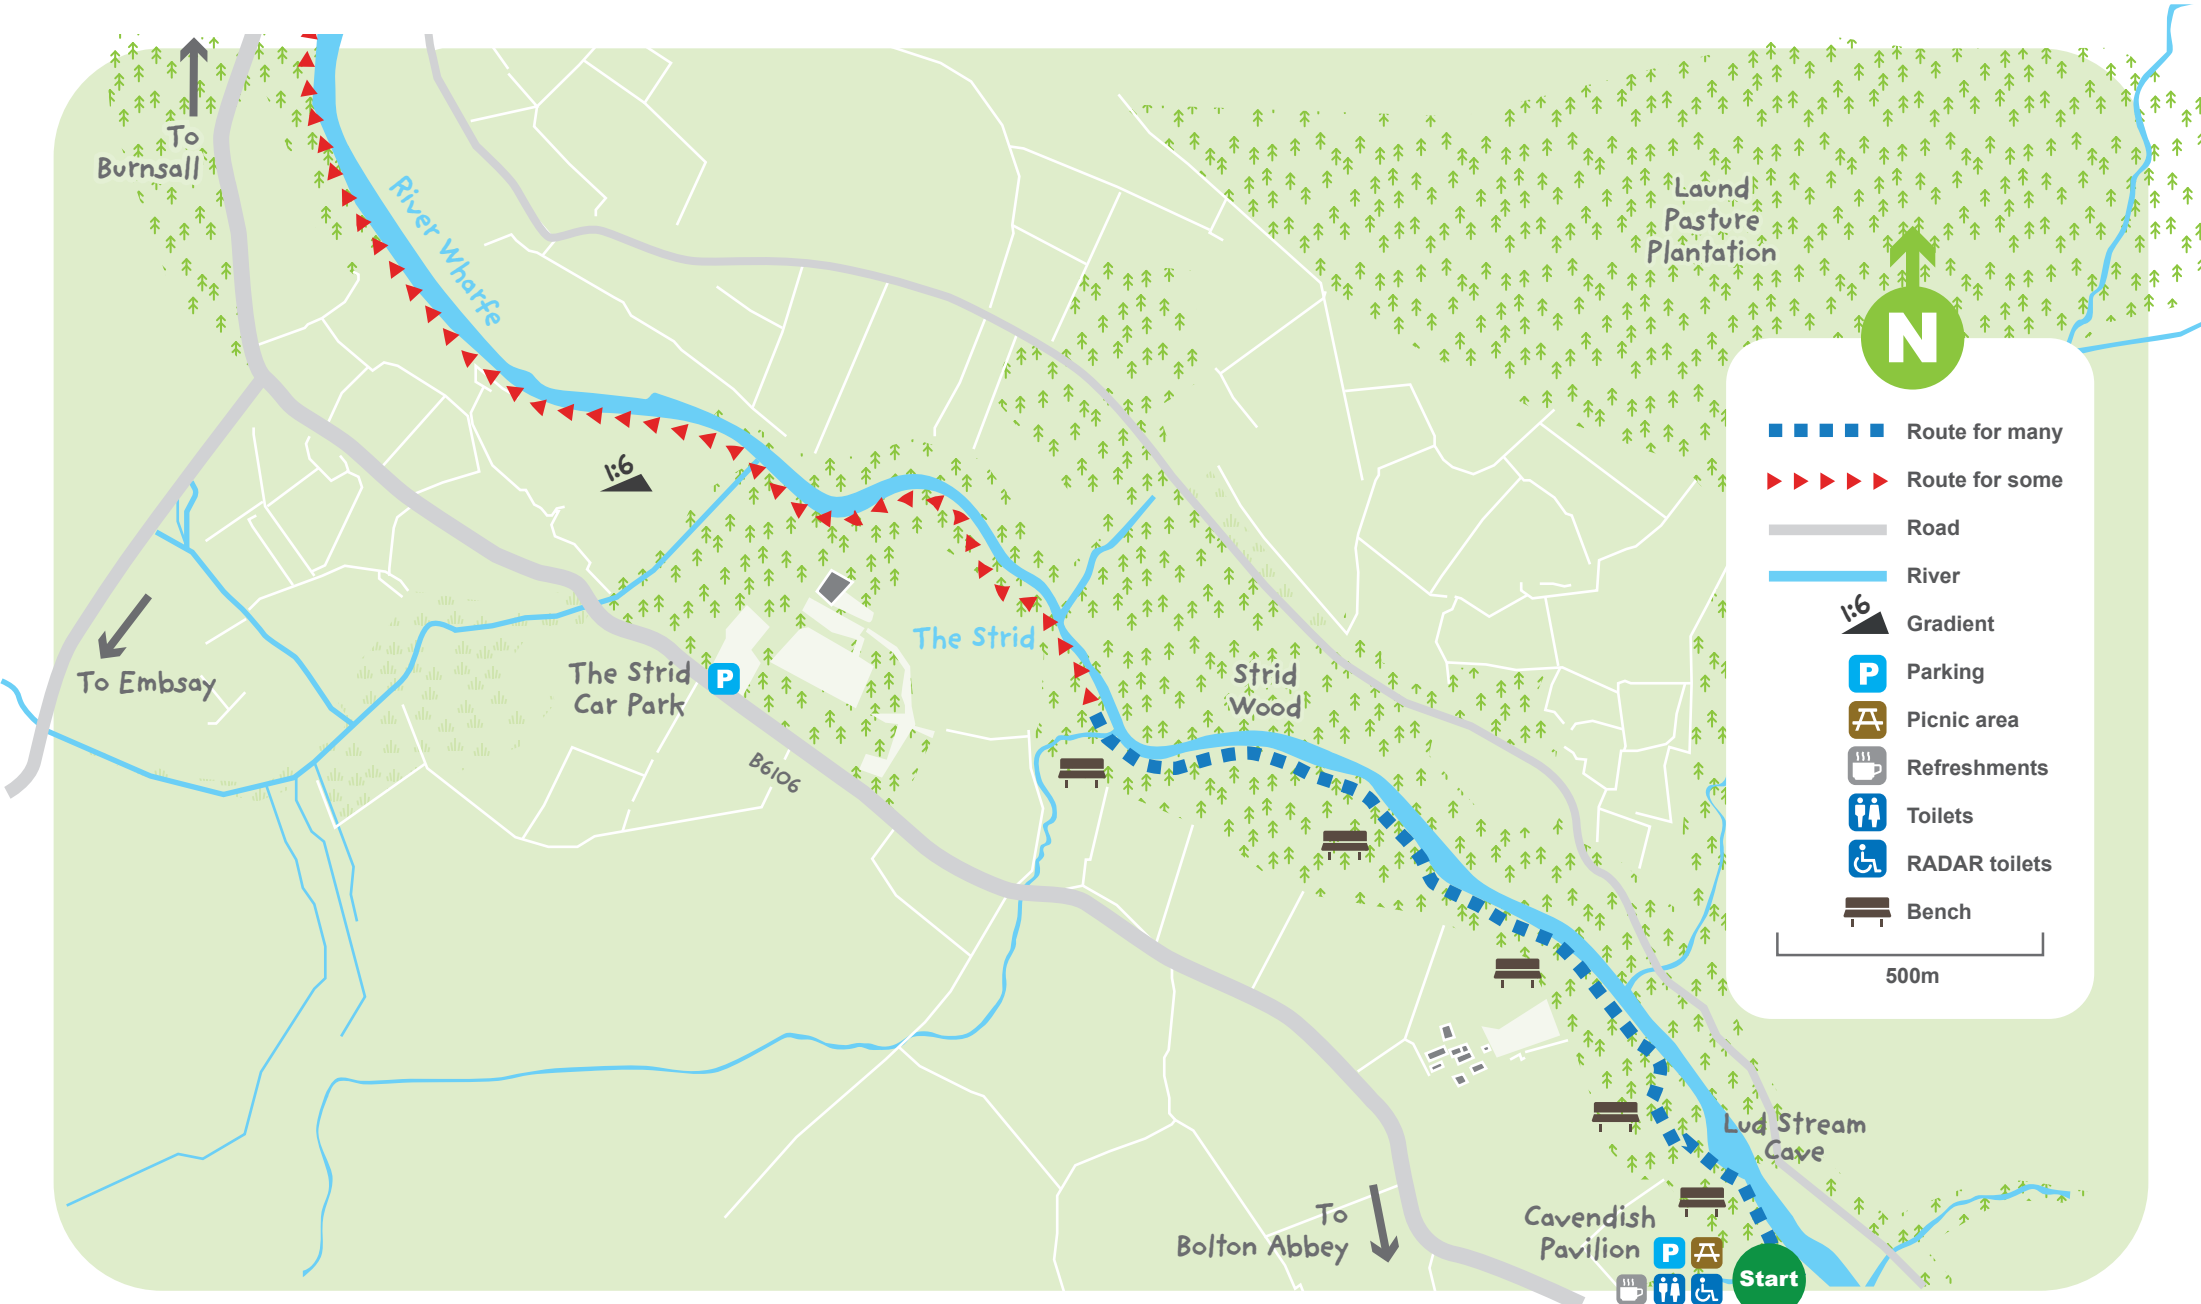 To
Burnsall
River Wharfe
Laund
Pasture
Plantation
N
Route for many
1:6
Route for some
Road
River
1:6
Gradient
The Strid
To Embsay
The Strid
Car Park
P
Strid
Wood
P
Parking
Picnic area
B6106
Refreshments
Toilets
RADAR toilets
Bench
500m
Lud Stream
Cave
To
Bolton Abbey
Cavendish
Pavilion
P
Start